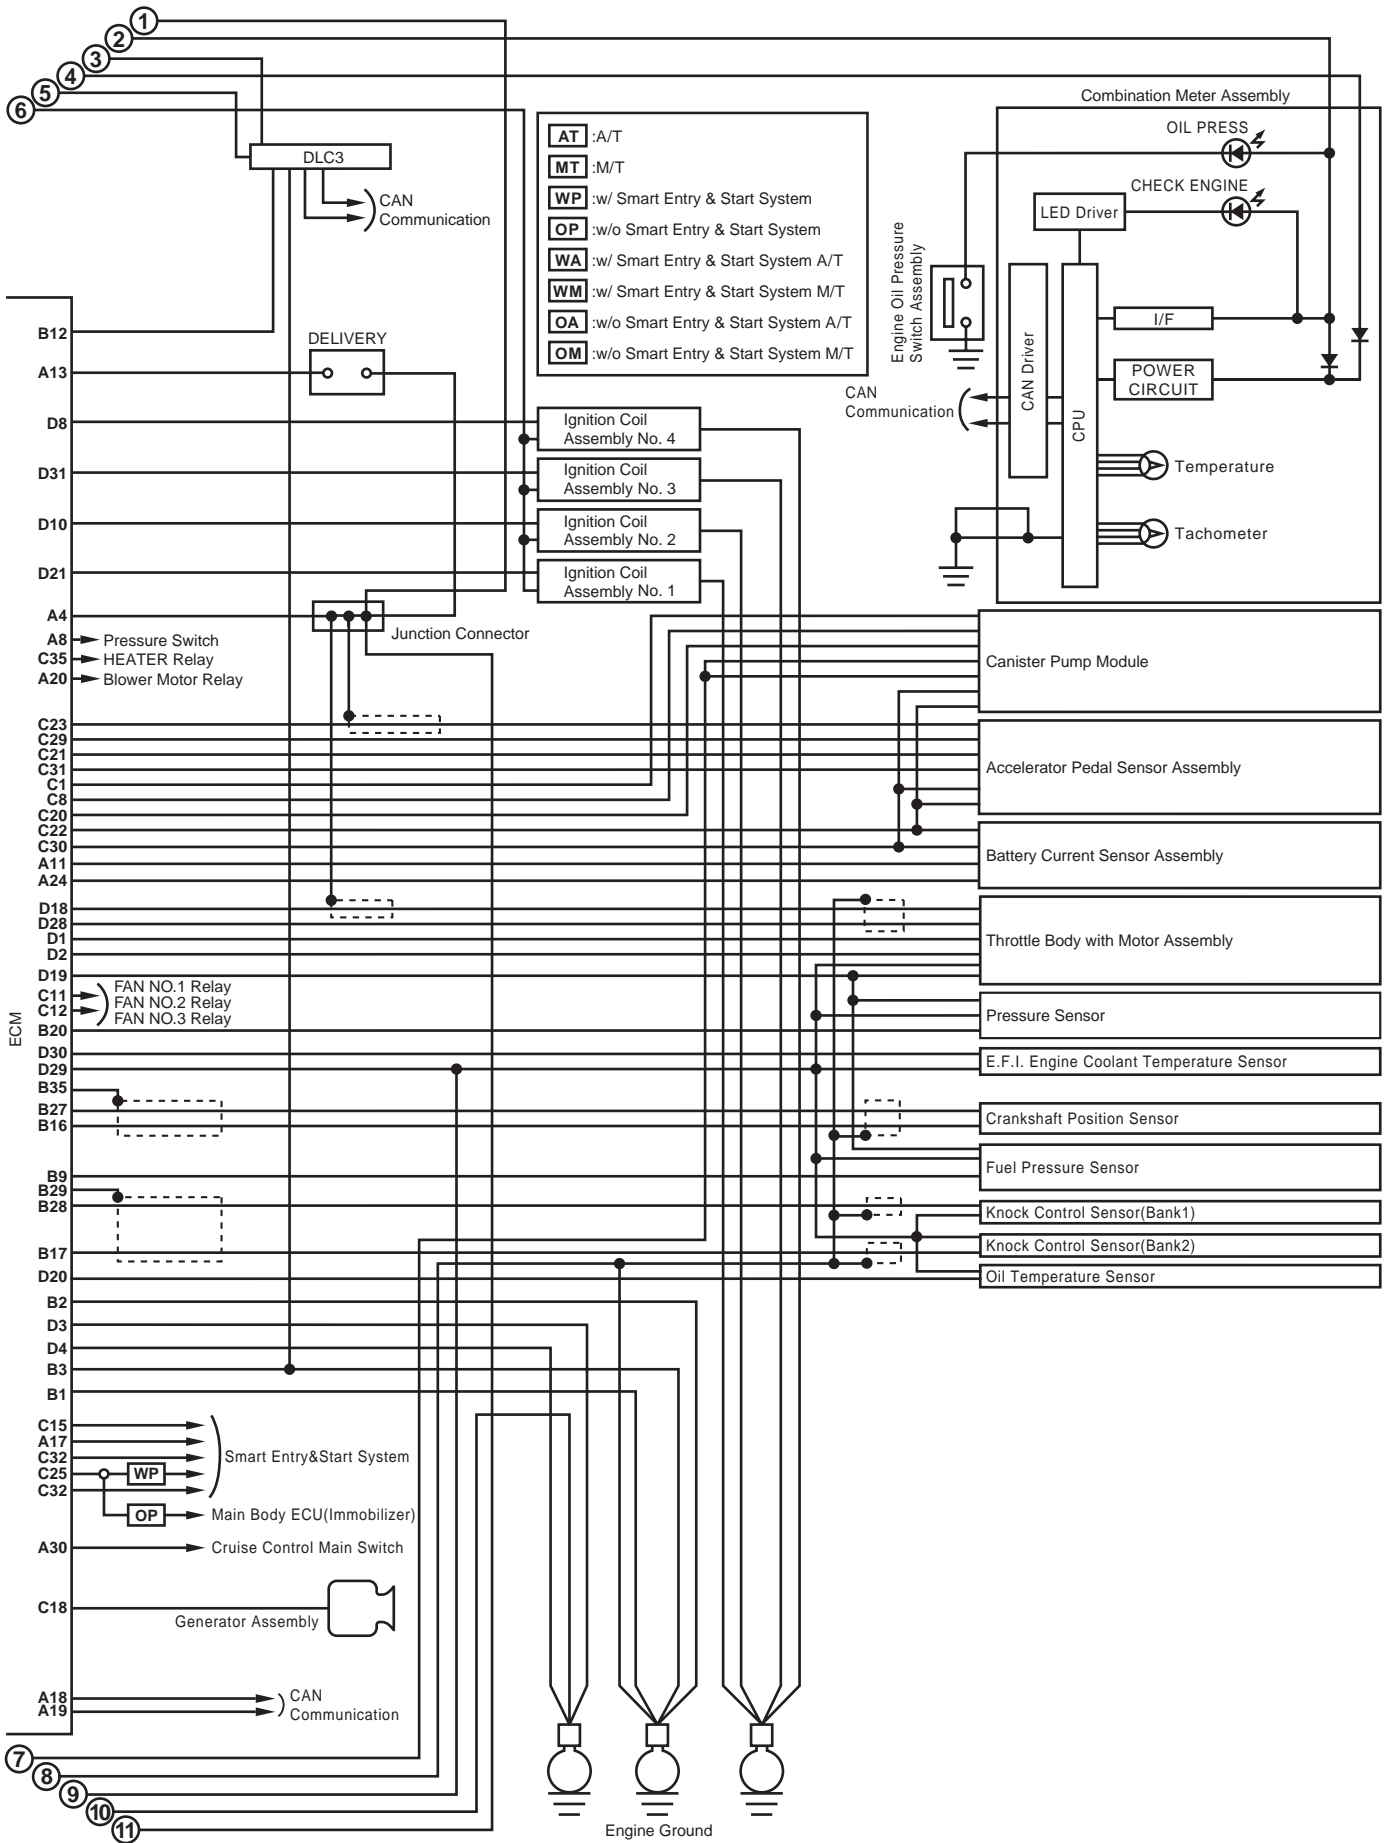 1
2
3
4
5
6
DLC3
CAN
Communication
AT :A/T
MT :M/T
WP :w/ Smart Entry & Start System
OP :w/o Smart Entry & Start System
WA :w/ Smart Entry & Start System A/T
WM :w/ Smart Entry & Start System M/T
OA :w/o Smart Entry & Start System A/T
OM :w/o Smart Entry & Start System M/T
Combination Meter Assembly
OIL PRESS
CHECK ENGINE
LED Driver
Engine Oil Pressure
Switch Assembly
I/F
POWER
CIRCUIT
CAN Driver
CPU
CAN
Communication
Temperature
Tachometer
ECM
B12
DELIVERY
A13
D8
Ignition Coil
Assembly No. 4
D31
Ignition Coil
Assembly No. 3
D10
Ignition Coil
Assembly No. 2
D21
Ignition Coil
Assembly No. 1
A4
Junction Connector
A8 Pressure Switch
C35 HEATER Relay
A20 Blower Motor Relay
Canister Pump Module
C23
C29
C21
C31
C1
C8
C20
C22
C30
A11
A24
Accelerator Pedal Sensor Assembly
Battery Current Sensor Assembly
D18
D28
D1
D2
D19
Throttle Body with Motor Assembly
C11
C12
FAN NO.1 Relay
FAN NO.2 Relay
FAN NO.3 Relay
B20
Pressure Sensor
D30
D29
E.F.I. Engine Coolant Temperature Sensor
B35
B27
B16
Crankshaft Position Sensor
B9
Fuel Pressure Sensor
B29
B28
Knock Control Sensor(Bank1)
B17
Knock Control Sensor(Bank2)
D20
Oil Temperature Sensor
B2
D3
D4
B3
B1
C15
A17
C32
C25
C32
WP
Smart Entry&Start System
OP
Main Body ECU(Immobilizer)
A30
Cruise Control Main Switch
C18
Generator Assembly
A18
A19
CAN
Communication
7
8
9
10
11
Engine Ground